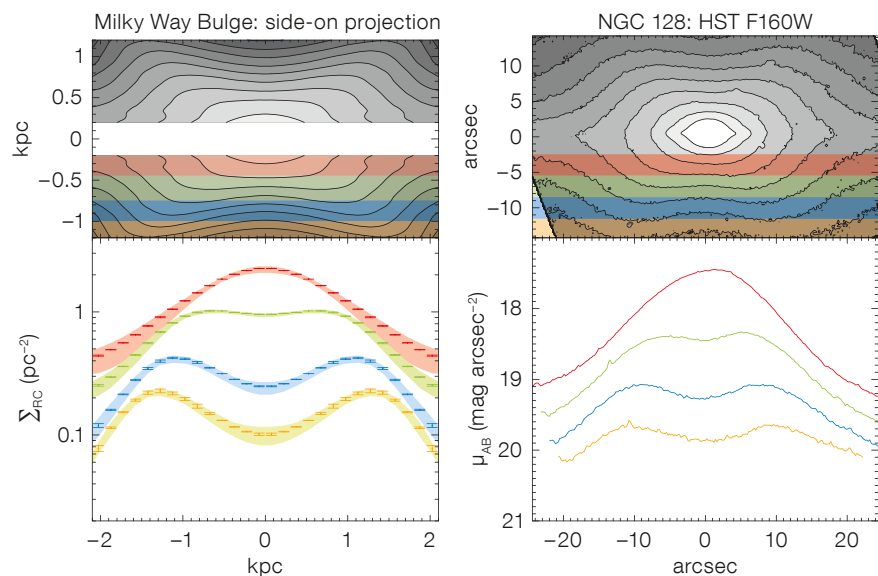 Milky Way Bulge: side-on projection
NGC 128: HST F160W
kpc
1
0.5
0
−0.5
−1
arcsec
10
5
0
−5
−10
Σ_RC (pc⁻²)
1
0.1
−2 −1 0 1 2
kpc
μ_AB (mag arcsec⁻²)
18
19
20
21
−20 −10 0 10 20
arcsec